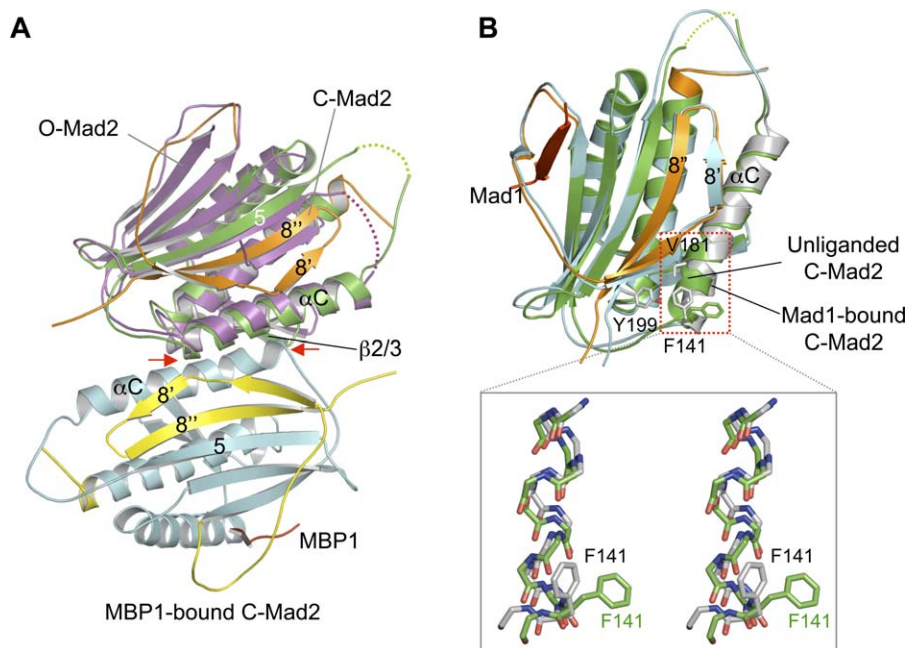 A
O-Mad2
C-Mad2
5
8''
8'
αC
β2/3
αC
8'
8''
5
MBP1
MBP1-bound C-Mad2
B
Mad1
8''
8'
αC
V181
Unliganded
C-Mad2
Mad1-bound
C-Mad2
Y199
F141
F141
F141
F141
F141